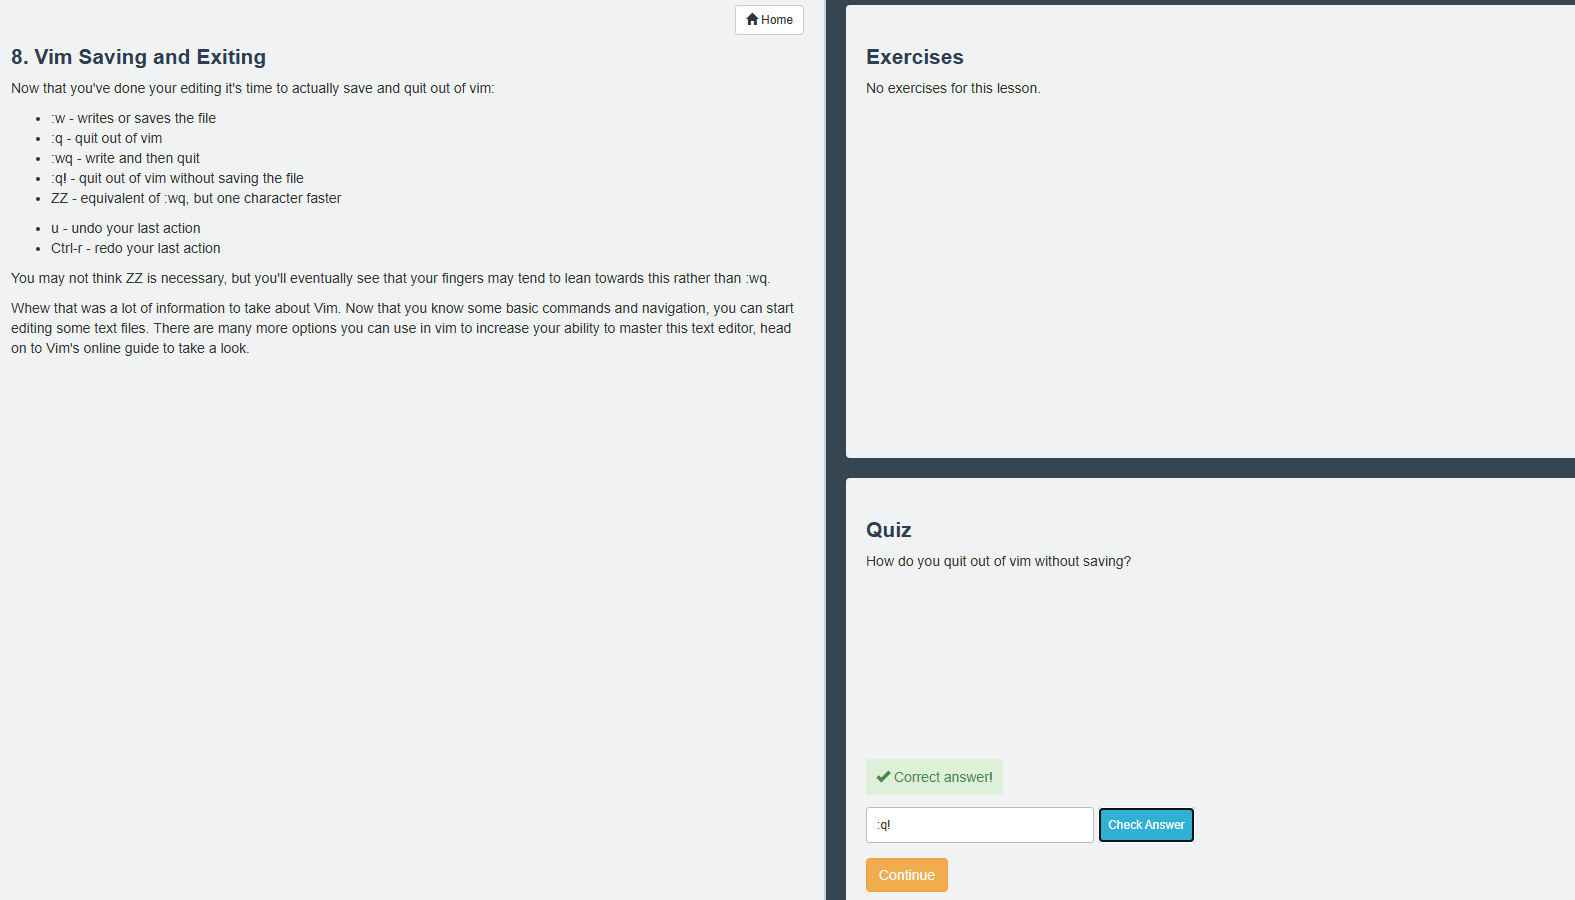 Home
8. Vim Saving and Exiting
Now that you've done your editing it's time to actually save and quit out of vim:
:w - writes or saves the file
:q - quit out of vim
:wq - write and then quit
:q! - quit out of vim without saving the file
ZZ - equivalent of :wq, but one character faster
u - undo your last action
Ctrl-r - redo your last action
You may not think ZZ is necessary, but you'll eventually see that your fingers may tend to lean towards this rather than :wq.
Whew that was a lot of information to take about Vim. Now that you know some basic commands and navigation, you can start
editing some text files. There are many more options you can use in vim to increase your ability to master this text editor, head
on to Vim's online guide to take a look.
Exercises
No exercises for this lesson.
Quiz
How do you quit out of vim without saving?
Correct answer!
:q!
Check Answer
Continue